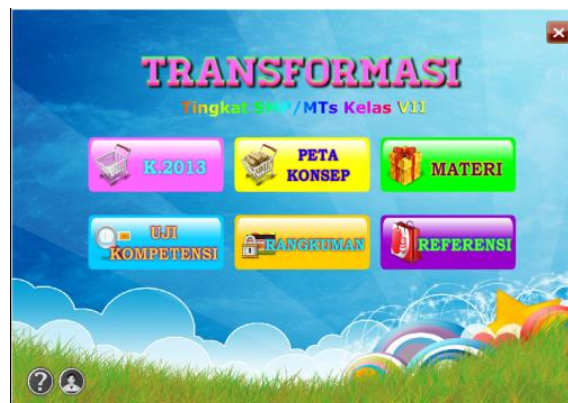 TRANSFORMASI
Tingkat SMP/MTs Kelas VII
K.2013
PETA
KONSEP
MATERI
UJI
KOMPETENSI
RANGKUMAN
REFERENSI
?